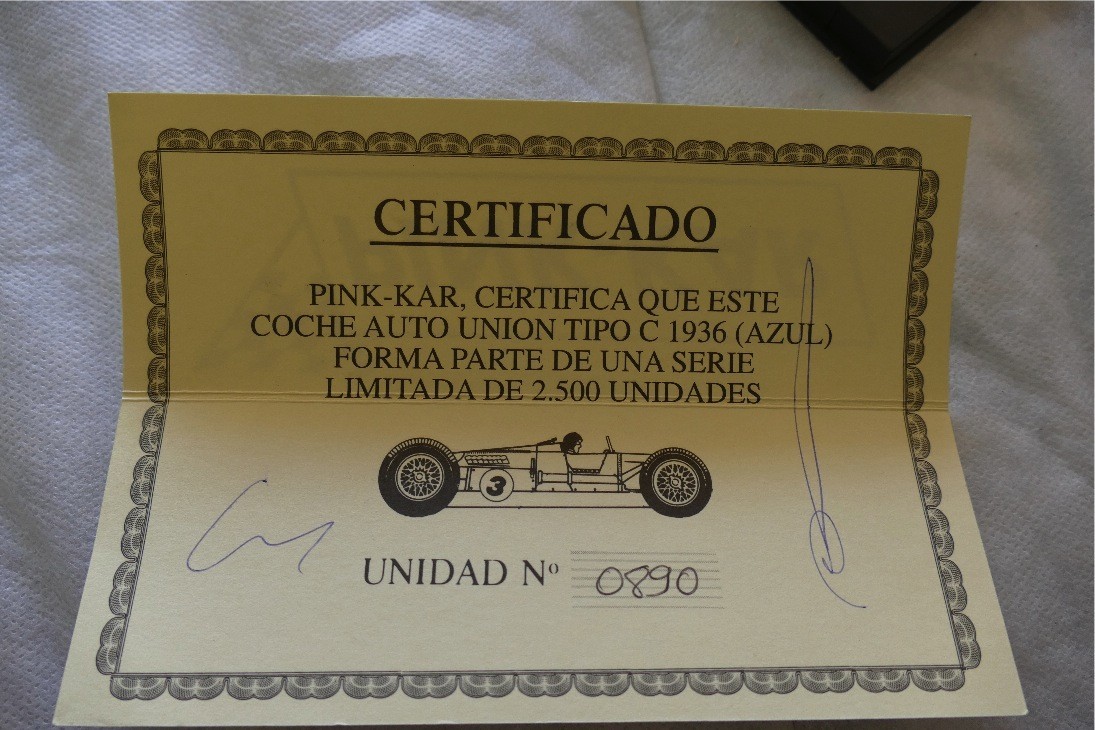 CERTIFICADO
PINK-KAR, CERTIFICA QUE ESTE
COCHE AUTO UNION TIPO C 1936 (AZUL)
FORMA PARTE DE UNA SERIE
LIMITADA DE 2.500 UNIDADES
3
UNIDAD Nº 0890